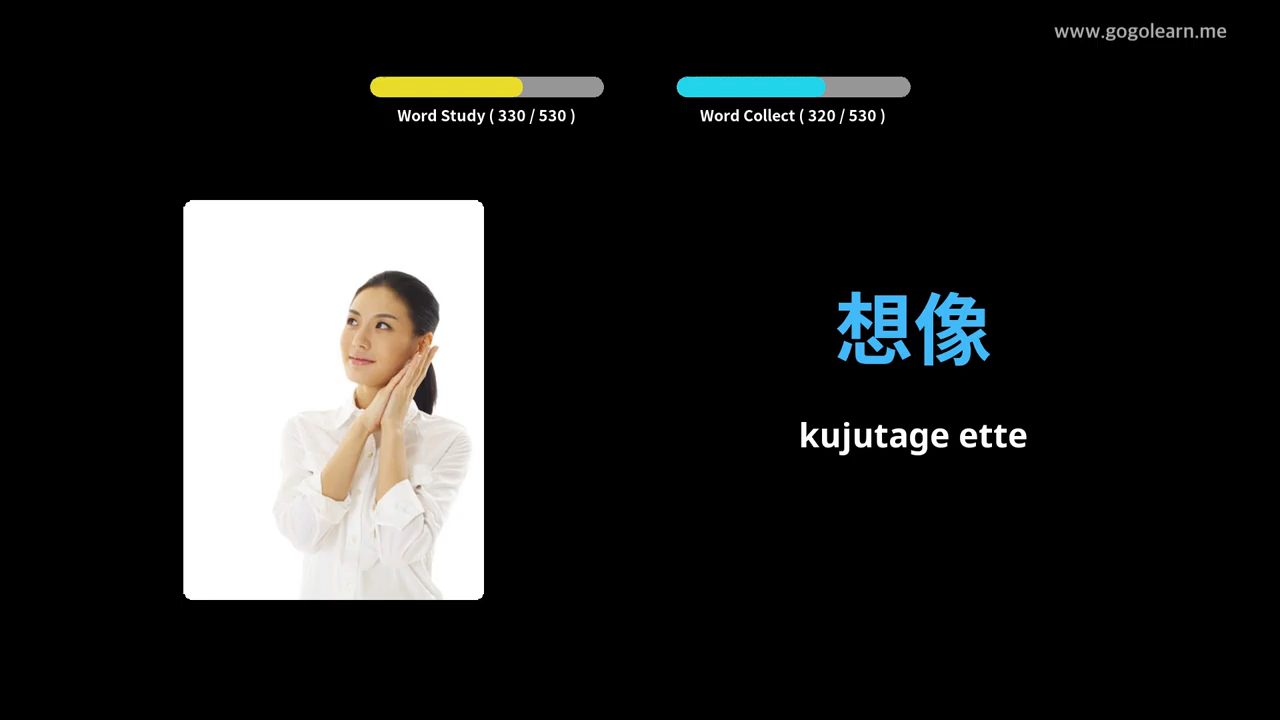 www.gogolearn.me
Word Study ( 330 / 530 )
Word Collect ( 320 / 530 )
想像
kujutage ette